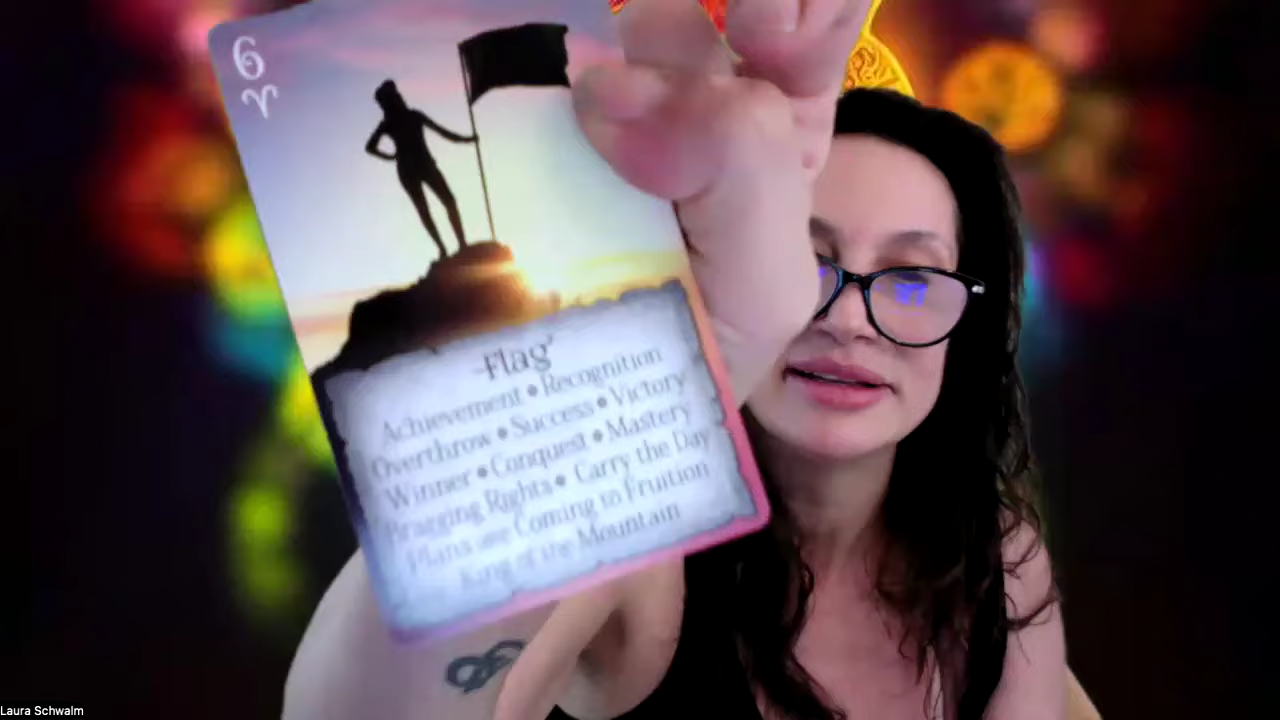 6
♈
-Flag-
Achievement • Recognition
Overthrow • Success • Victory
Winner • Conquest • Mastery
Bragging Rights • Carry the Day
Plans are Coming to Fruition
King of the Mountain
Laura Schwalm